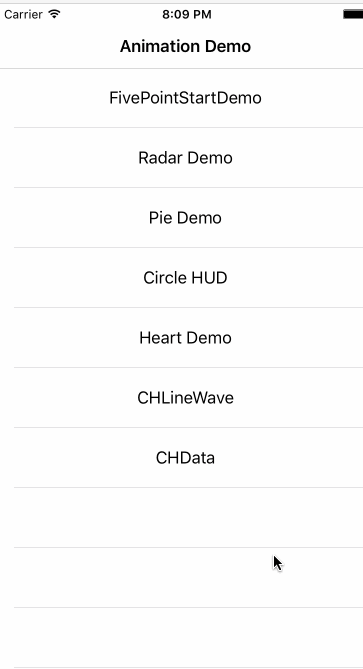 Carrier 8:09 PM
Animation Demo
FivePointStartDemo
Radar Demo
Pie Demo
Circle HUD
Heart Demo
CHLineWave
CHData